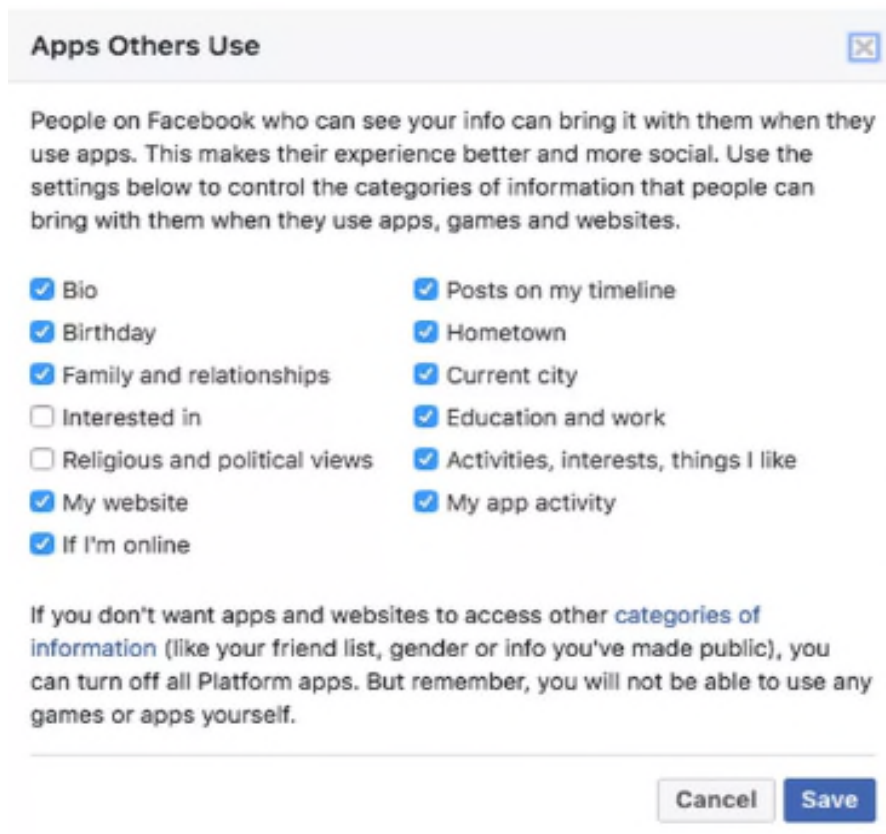 Apps Others Use
People on Facebook who can see your info can bring it with them when they
use apps. This makes their experience better and more social. Use the
settings below to control the categories of information that people can
bring with them when they use apps, games and websites.
Bio
Birthday
Family and relationships
Interested in
Religious and political views
My website
If I'm online
Posts on my timeline
Hometown
Current city
Education and work
Activities, interests, things I like
My app activity
If you don't want apps and websites to access other categories of
information (like your friend list, gender or info you've made public), you
can turn off all Platform apps. But remember, you will not be able to use any
games or apps yourself.
Cancel
Save